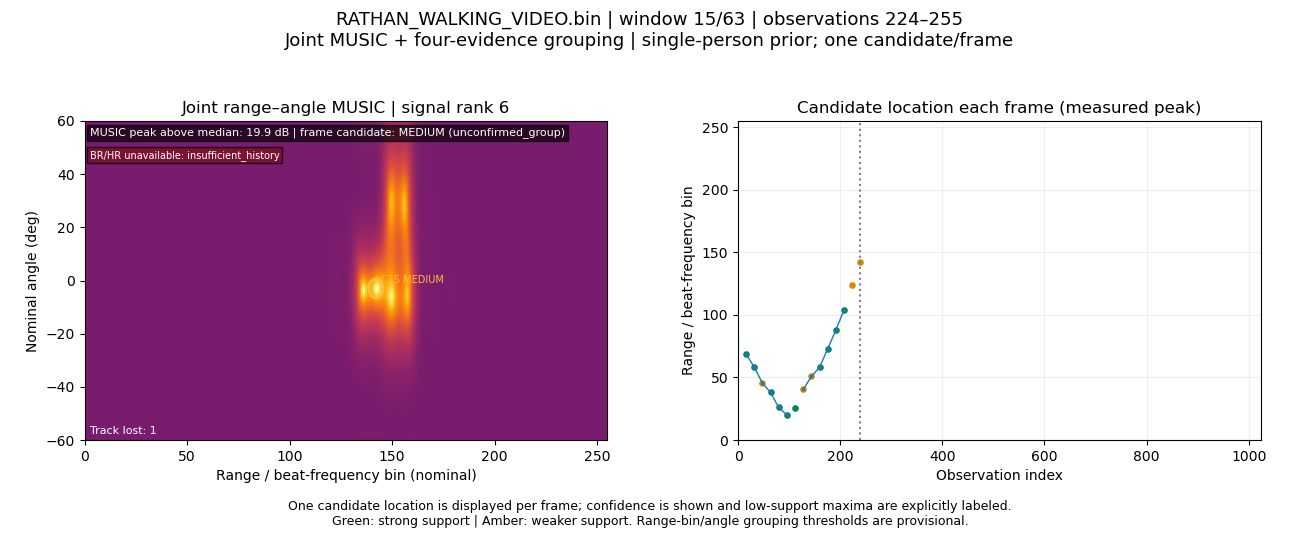 RATHAN_WALKING_VIDEO.bin | window 15/63 | observations 224–255
Joint MUSIC + four-evidence grouping | single-person prior; one candidate/frame
Joint range–angle MUSIC | signal rank 6
MUSIC peak above median: 19.9 dB | frame candidate: MEDIUM (unconfirmed_group)
BR/HR unavailable: insufficient_history
60
40
20
0
−20
−40
−60
Nominal angle (deg)
MEDIUM
Track lost: 1
0 50 100 150 200 250
Range / beat-frequency bin (nominal)
Candidate location each frame (measured peak)
250
200
150
100
50
0
Range / beat-frequency bin
0 200 400 600 800 1000
Observation index
One candidate location is displayed per frame; confidence is shown and low-support maxima are explicitly labeled.
Green: strong support | Amber: weaker support. Range-bin/angle grouping thresholds are provisional.